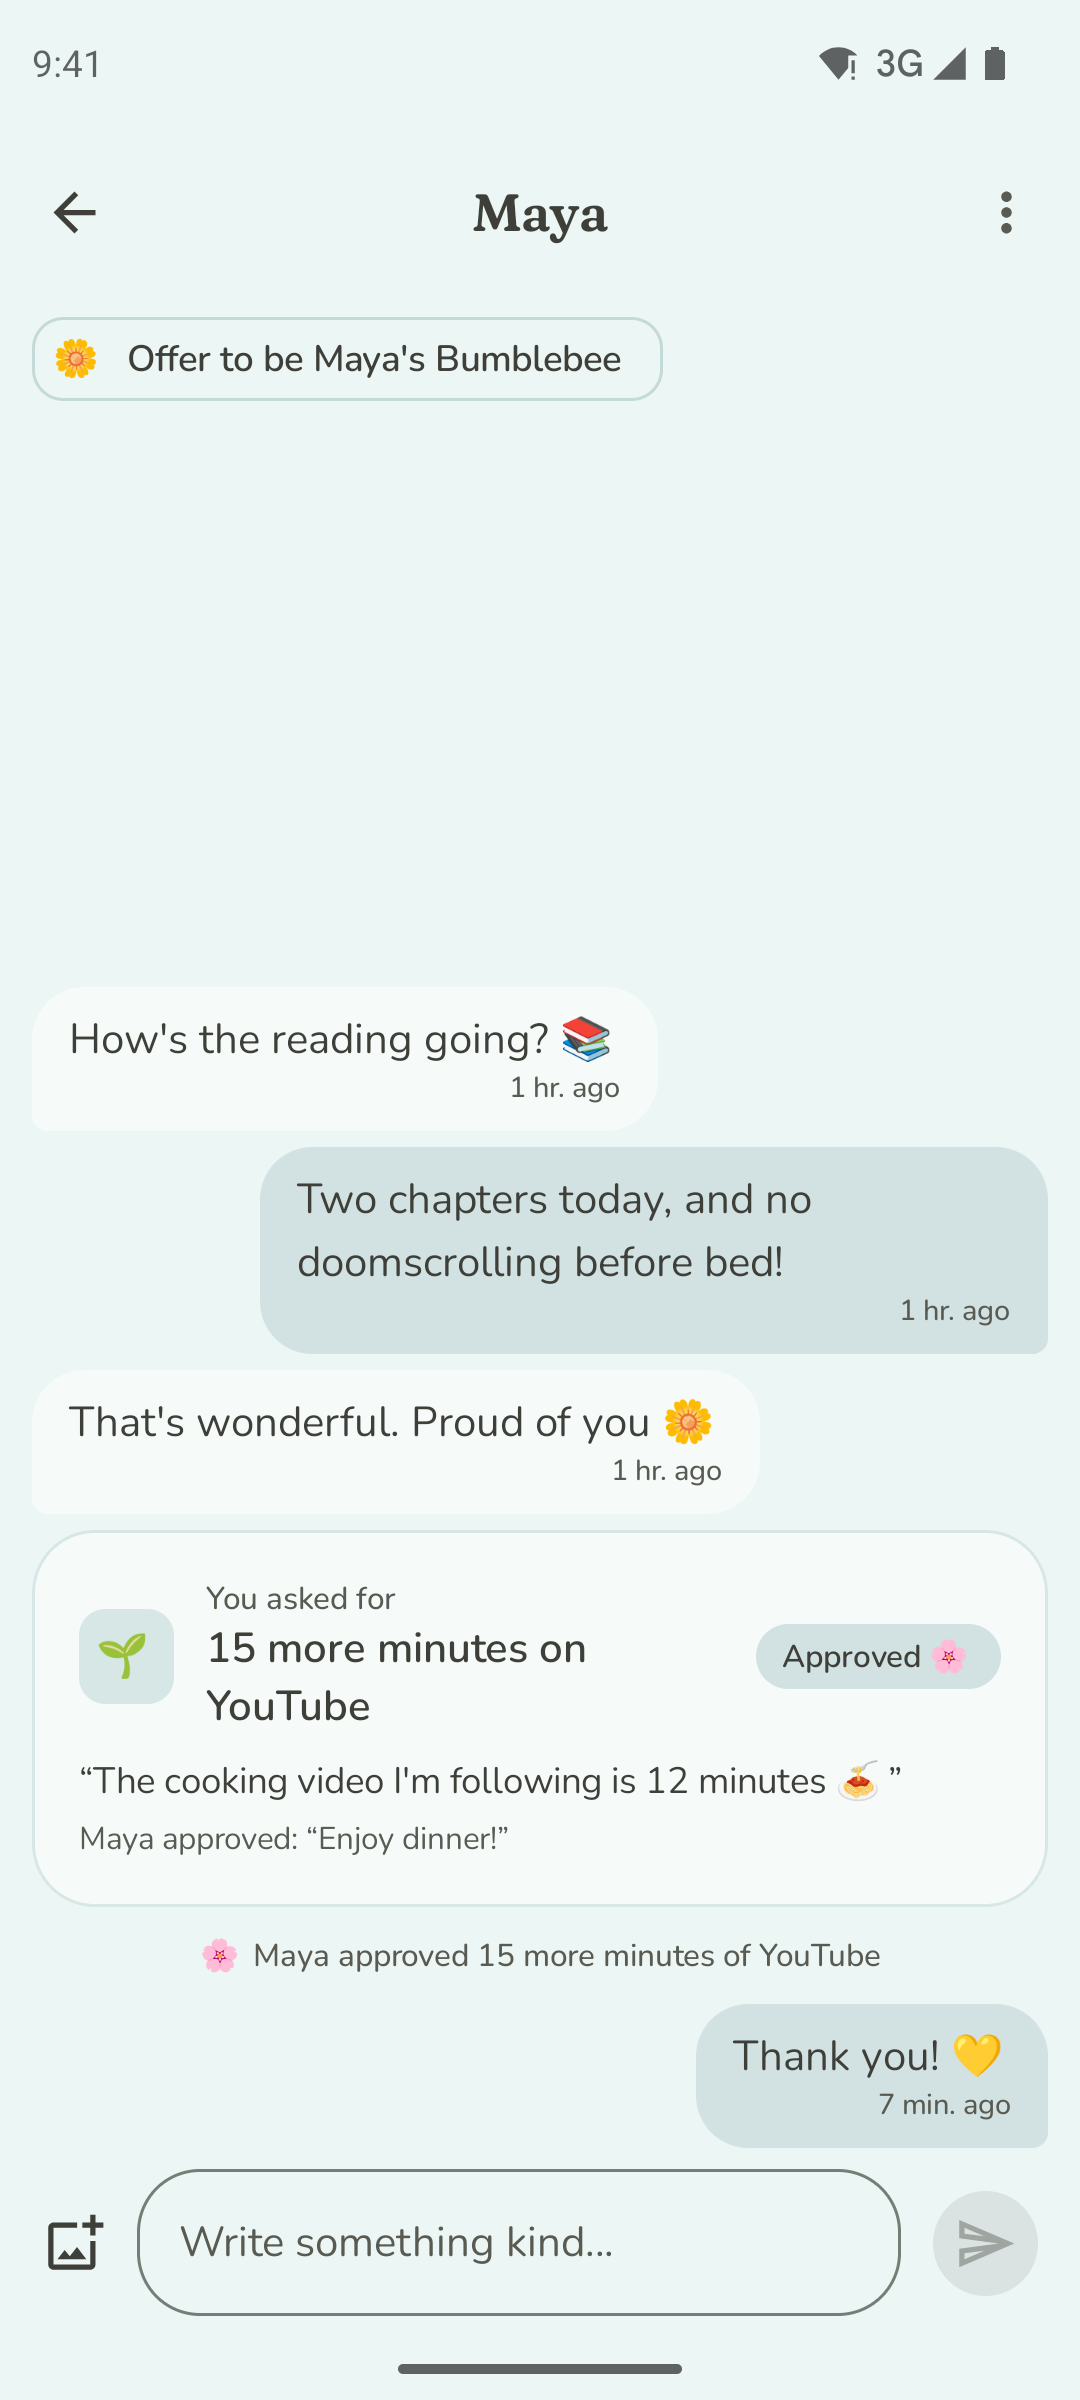 9:41
3G
Maya
🌼 Offer to be Maya's Bumblebee
How's the reading going? 📚
1 hr. ago
Two chapters today, and no
doomscrolling before bed!
1 hr. ago
That's wonderful. Proud of you 🌼
1 hr. ago
You asked for
15 more minutes on
YouTube
Approved 🌸
“The cooking video I'm following is 12 minutes 🍝 ”
Maya approved: “Enjoy dinner!”
🌸 Maya approved 15 more minutes of YouTube
Thank you! 💛
7 min. ago
Write something kind...